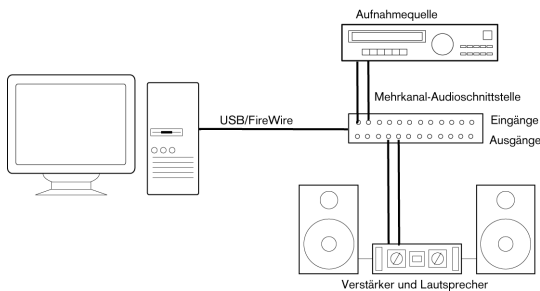 Aufnahmequelle
Mehrkanal-Audioschnittstelle
USB/FireWire
Eingänge
Ausgänge
Verstärker und Lautsprecher